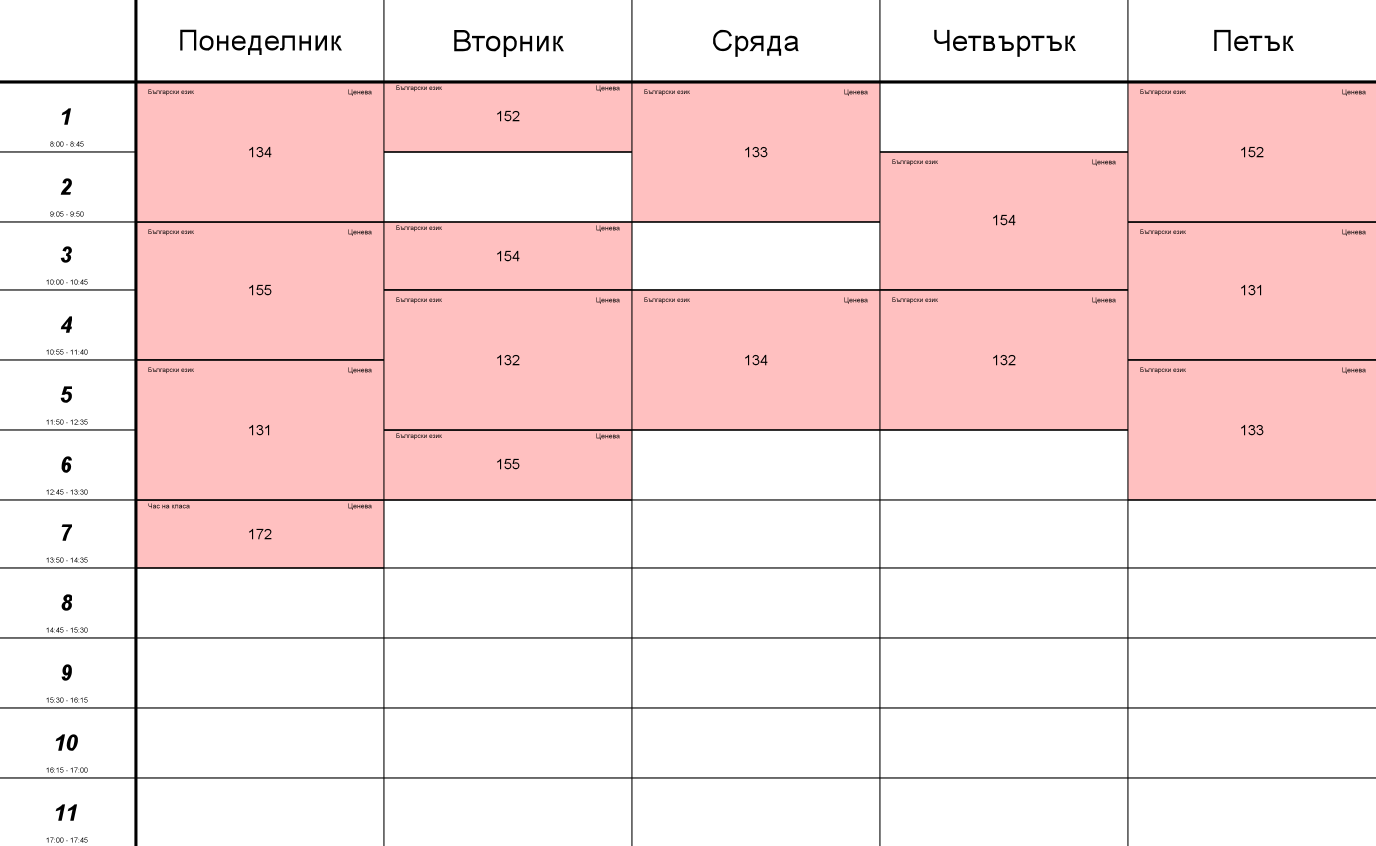 Понеделник Вторник Сряда Четвъртък Петък
1
8:00 - 8:45
Български език Ценева
134
Български език Ценева
152
Български език Ценева
133
Български език Ценева
152
2
9:05 - 9:50
Български език Ценева
154
3
10:00 - 10:45
Български език Ценева
155
Български език Ценева
154
Български език Ценева
131
4
10:55 - 11:40
Български език Ценева
132
Български език Ценева
134
Български език Ценева
132
5
11:50 - 12:35
Български език Ценева
131
Български език Ценева
133
6
12:45 - 13:30
Български език Ценева
155
7
13:50 - 14:35
Час на класа Ценева
172
8
14:45 - 15:30
9
15:30 - 16:15
10
16:15 - 17:00
11
17:00 - 17:45